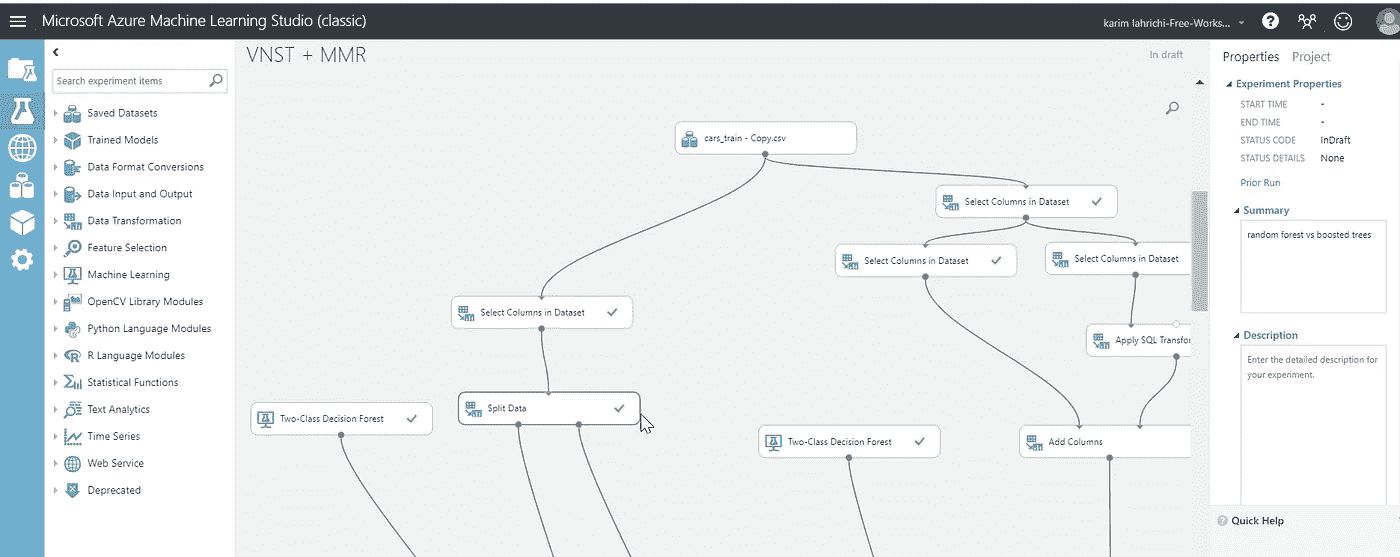 Microsoft Azure Machine Learning Studio (classic)
karim lahrichi-Free-Works...
Search experiment items
Saved Datasets
Trained Models
Data Format Conversions
Data Input and Output
Data Transformation
Feature Selection
Machine Learning
OpenCV Library Modules
Python Language Modules
R Language Modules
Statistical Functions
Text Analytics
Time Series
Web Service
Deprecated
VNST + MMR
In draft
cars_train - Copy.csv
Select Columns in Dataset
Select Columns in Dataset
Select Columns in Dataset
Select Columns in Dataset
Apply SQL Transfor
Split Data
Two-Class Decision Forest
Two-Class Decision Forest
Add Columns
Properties Project
Experiment Properties
START TIME -
END TIME -
STATUS CODE InDraft
STATUS DETAILS None
Prior Run
Summary
random forest vs boosted trees
Description
Enter the detailed description for
your experiment.
Quick Help